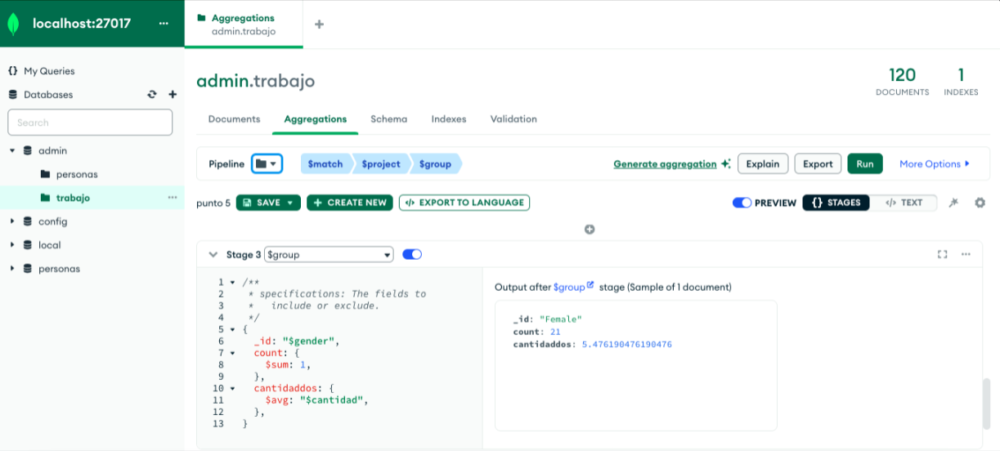 localhost:27017 ...
Aggregations
admin.trabajo
My Queries
Databases
Search
admin
personas
trabajo ...
config
local
personas
admin.trabajo
120
DOCUMENTS
1
INDEXES
Documents Aggregations Schema Indexes Validation
Pipeline $match $project $group Generate aggregation Explain Export Run More Options
punto 5 SAVE CREATE NEW EXPORT TO LANGUAGE PREVIEW {} STAGES </> TEXT
Stage 3 $group
1 /**
2 * specifications: The fields to
3 *   include or exclude.
4 */
5 {
6   _id: "$gender",
7   count: {
8     $sum: 1,
9   },
10   cantidaddos: {
11     $avg: "$cantidad",
12   },
13 }
Output after $group stage (Sample of 1 document)
_id: "Female"
count: 21
cantidaddos: 5.476190476190476